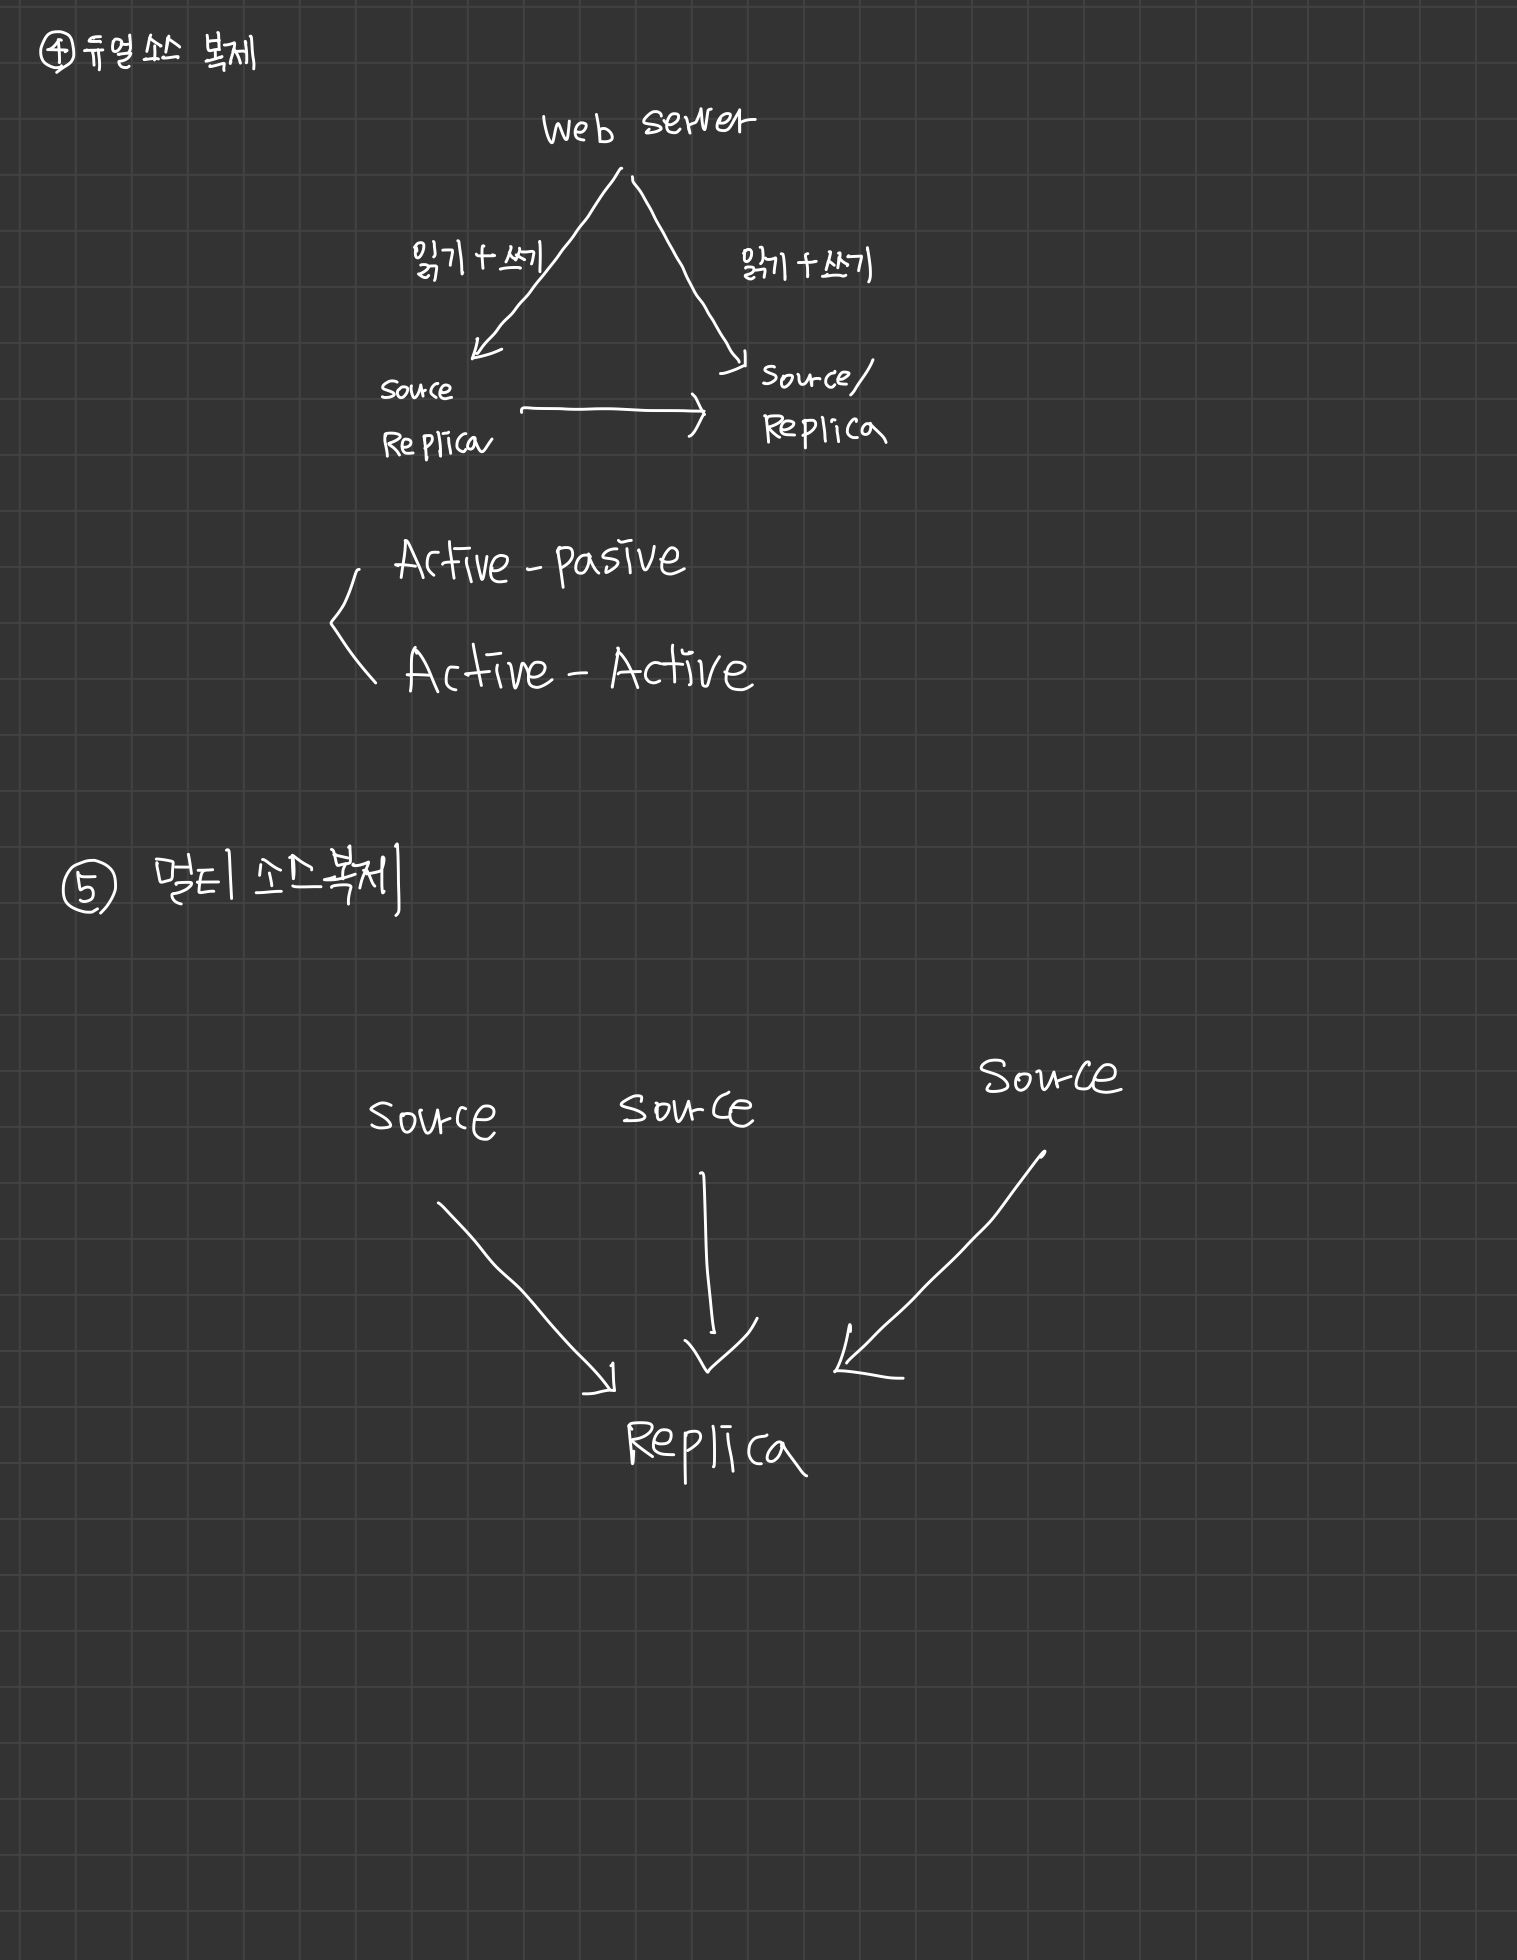 ④ 듀얼 소스 복제
Web server
읽기 + 쓰기
읽기 + 쓰기
Source
Replica
Source/
Replica
Active - pasive
Active - Active
⑤ 멀티 소스복제
Source
Source
Source
Replica